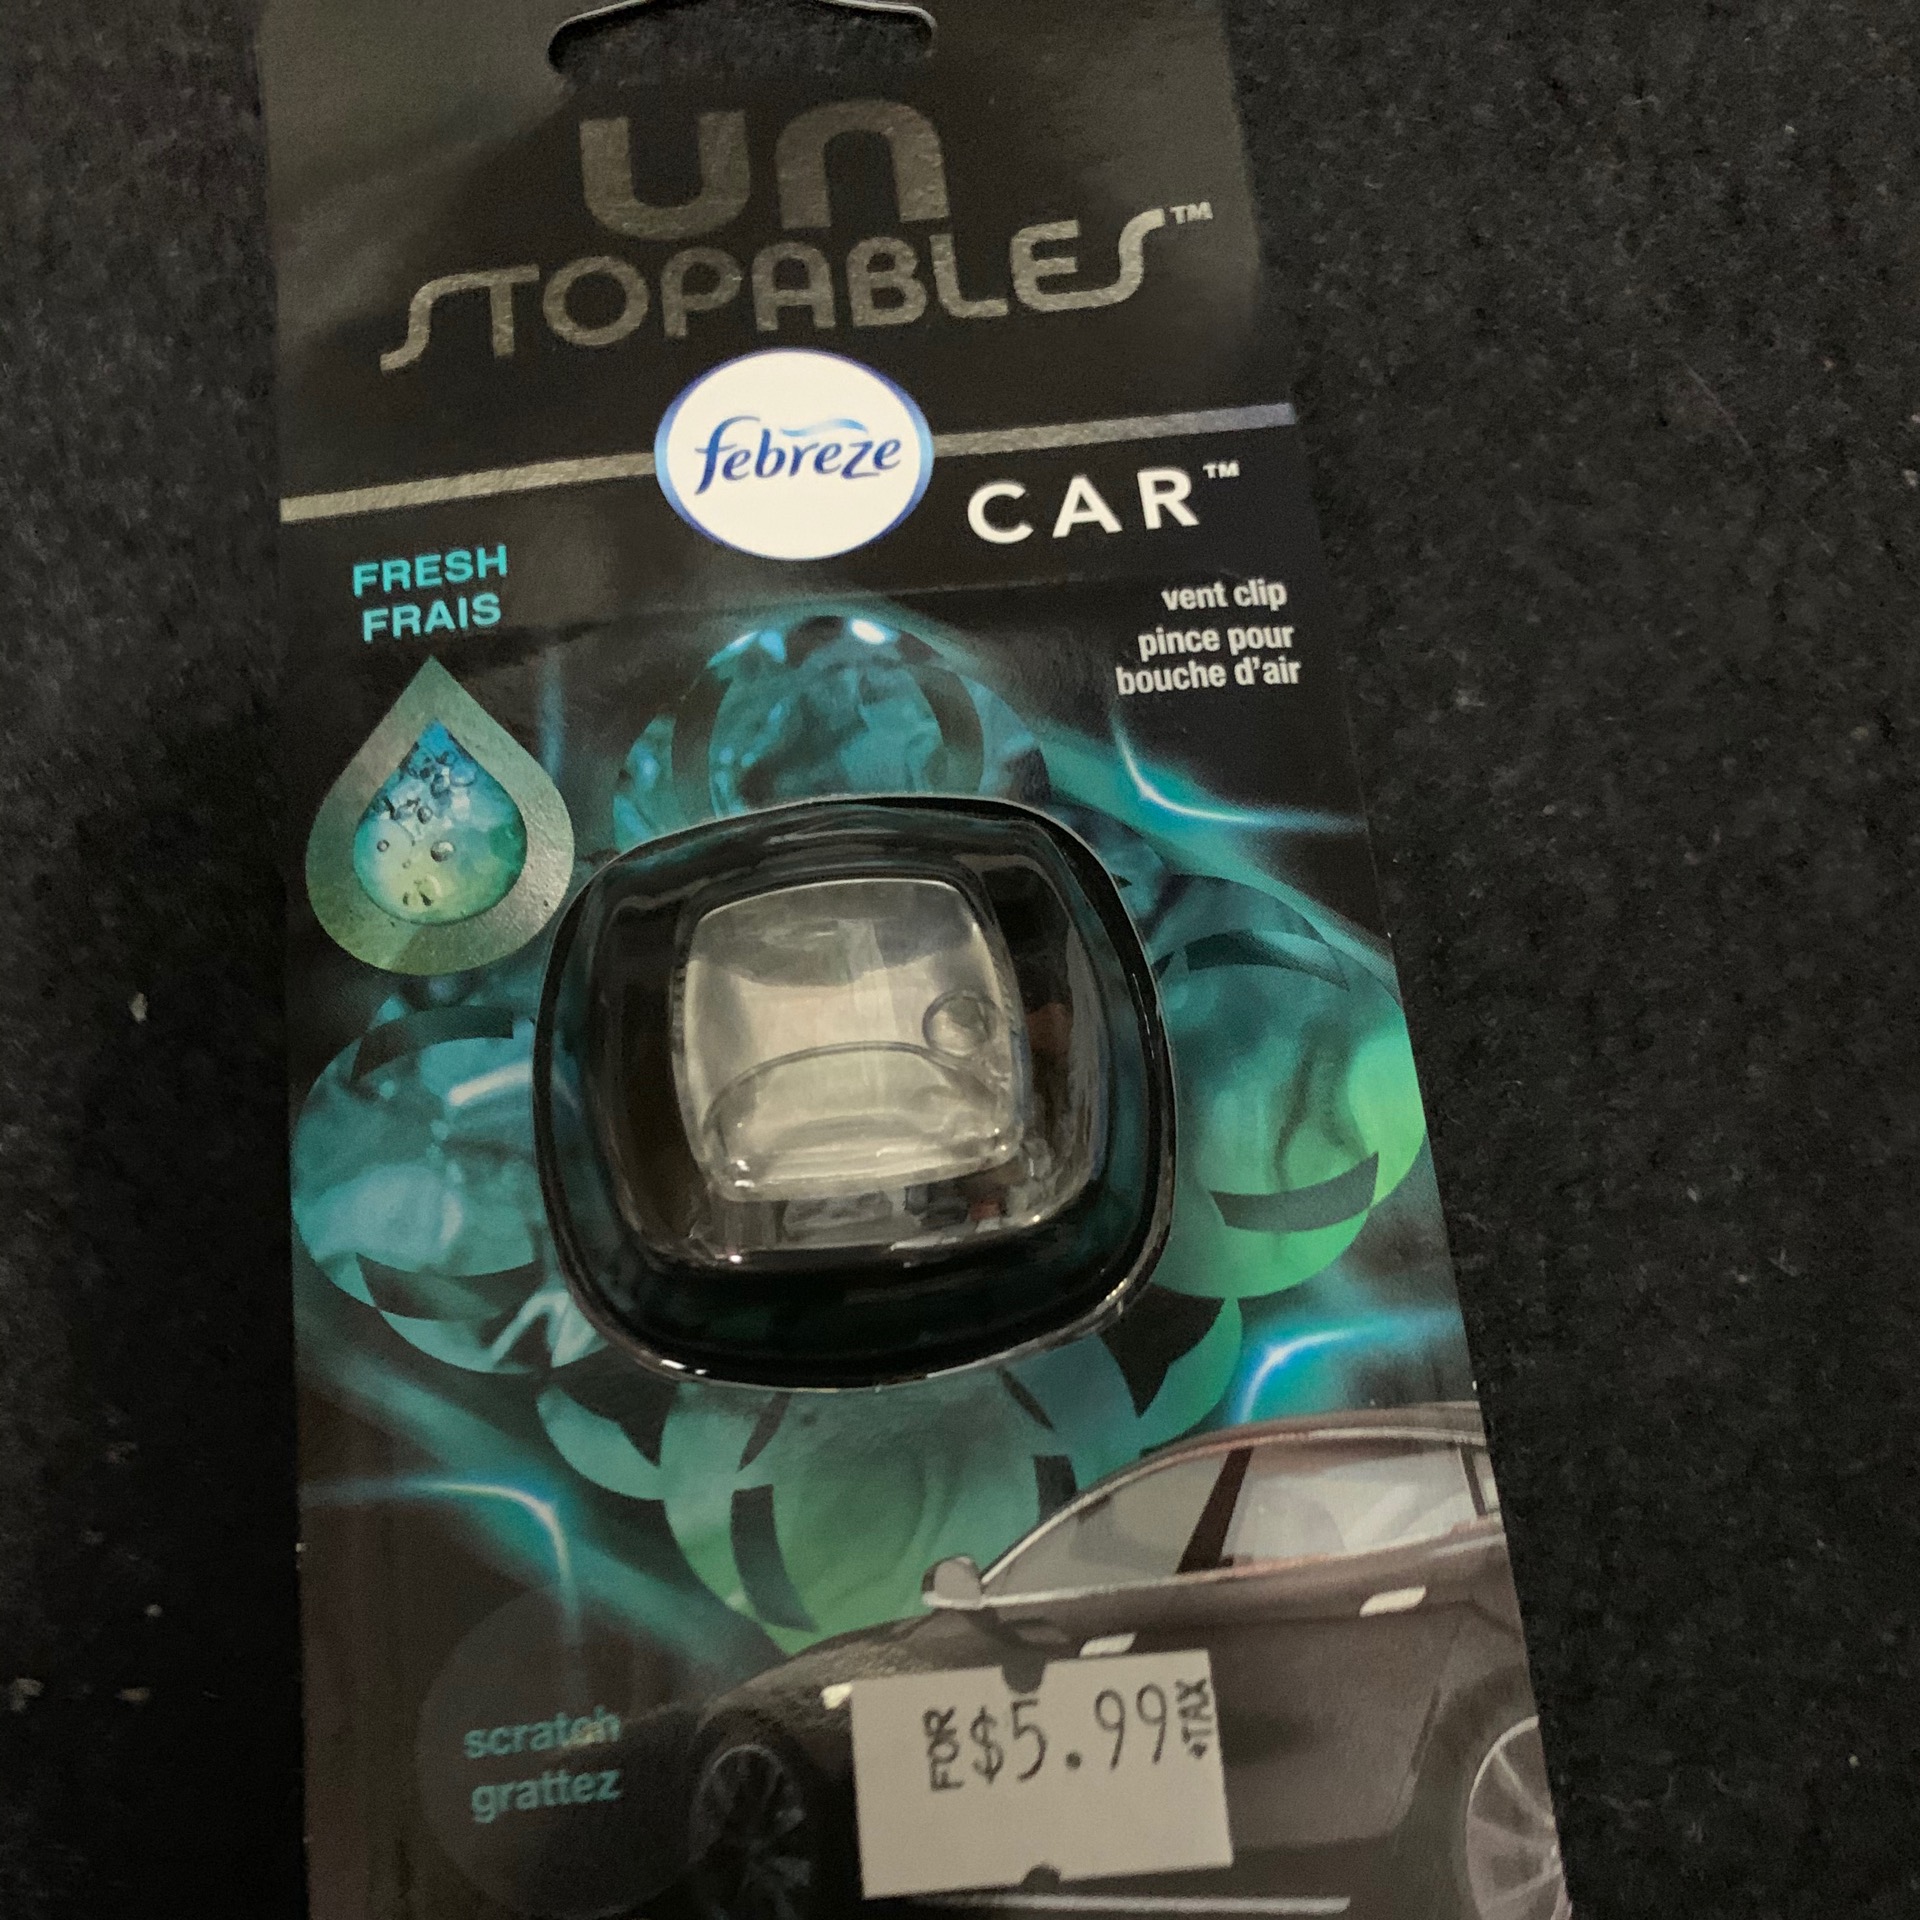 un
STOPABLES™
febreze
CAR™
FRESH
FRAIS
vent clip
pince pour
bouche d'air
scratch
grattez
FOR $5.99 +TAX